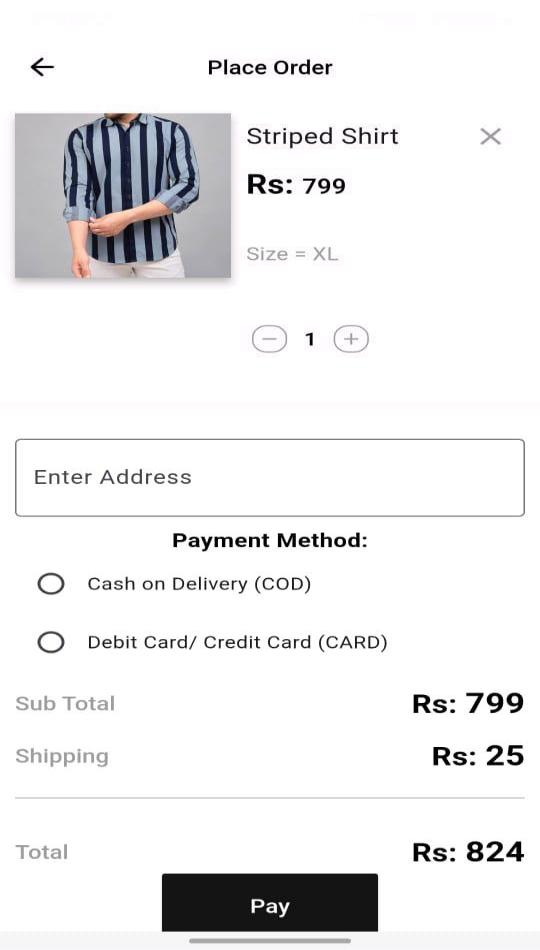 Place Order
Striped Shirt
Rs: 799
Size = XL
1
Enter Address
Payment Method:
Cash on Delivery (COD)
Debit Card/ Credit Card (CARD)
Sub Total Rs: 799
Shipping Rs: 25
Total Rs: 824
Pay